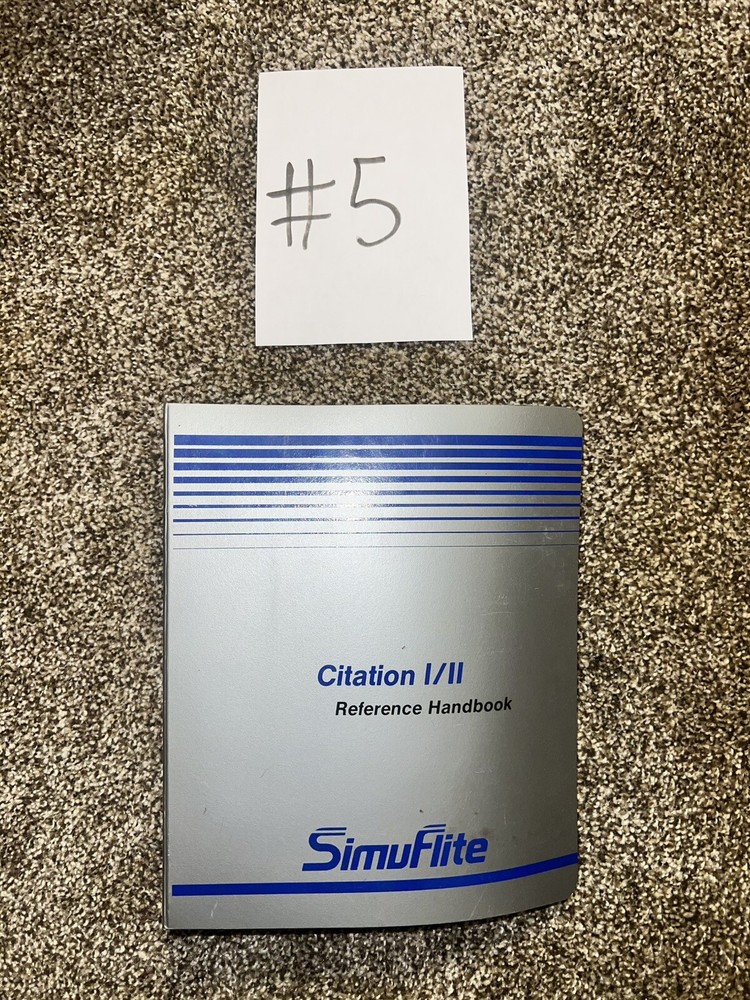 #5
Citation I/II
Reference Handbook
SimuFlite